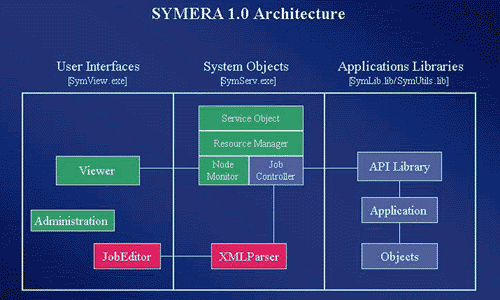 SYMERA 1.0 Architecture
User Interfaces
[SymView.exe]
System Objects
[SymServ.exe]
Applications Libraries
[SymLib.lib/SymUtils.lib]
Service Object
Resource Manager
Node
Monitor
Job
Controller
Viewer
API Library
Administration
Application
JobEditor
XMLParser
Objects